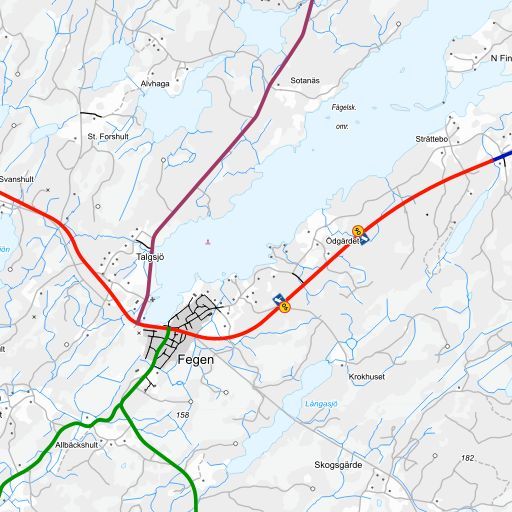 N Fin
Alvhaga
Sotanäs
Fågelsk.
omr.
St. Forshult
Stråttebo
Svanshult
Ödgärdet
Talgsjö
Fegen
Krokhuset
Långasjö
158
Allbäckshult
182
Skogsgärde